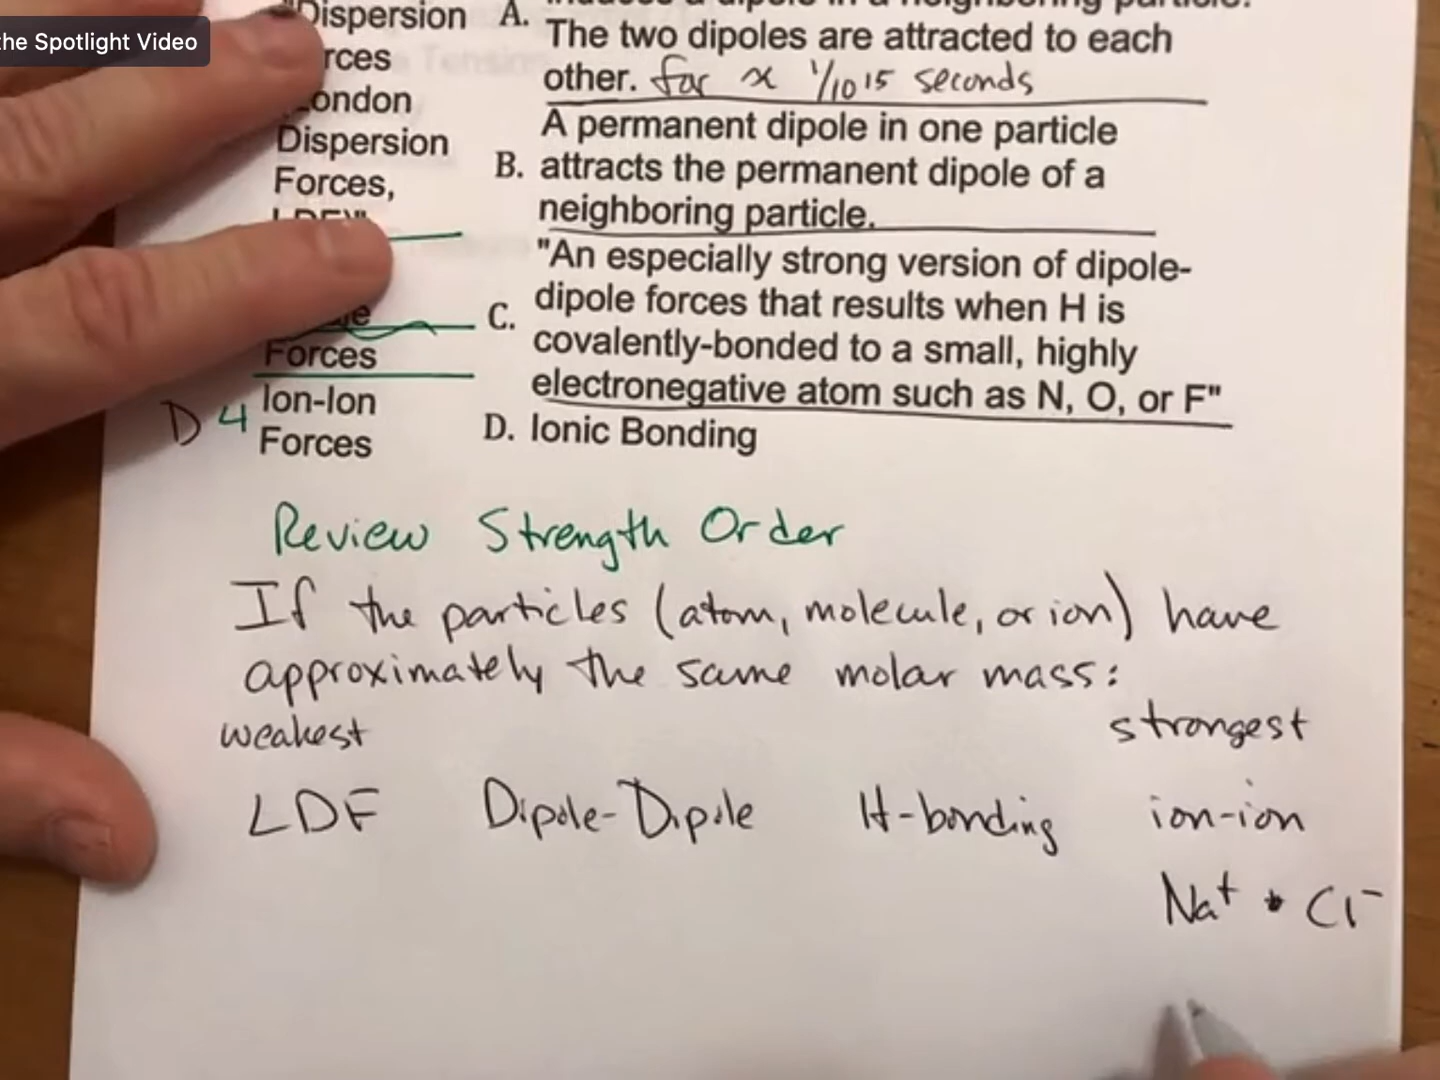 the Spotlight Video
Dispersion
Forces
London
Dispersion
Forces,
LDF)"
Forces
D 4 Ion-Ion
Forces
A.
The two dipoles are attracted to each
other. for x 1/10 15 seconds
A permanent dipole in one particle
B. attracts the permanent dipole of a
neighboring particle.
"An especially strong version of dipole-
C. dipole forces that results when H is
covalently-bonded to a small, highly
electronegative atom such as N, O, or F"
D. Ionic Bonding
Review Strength Order
If the particles (atom, molecule, or ion) have
approximately the same molar mass:
weakest strongest
LDF Dipole-Dipole H-bonding ion-ion
Na+ • Cl-